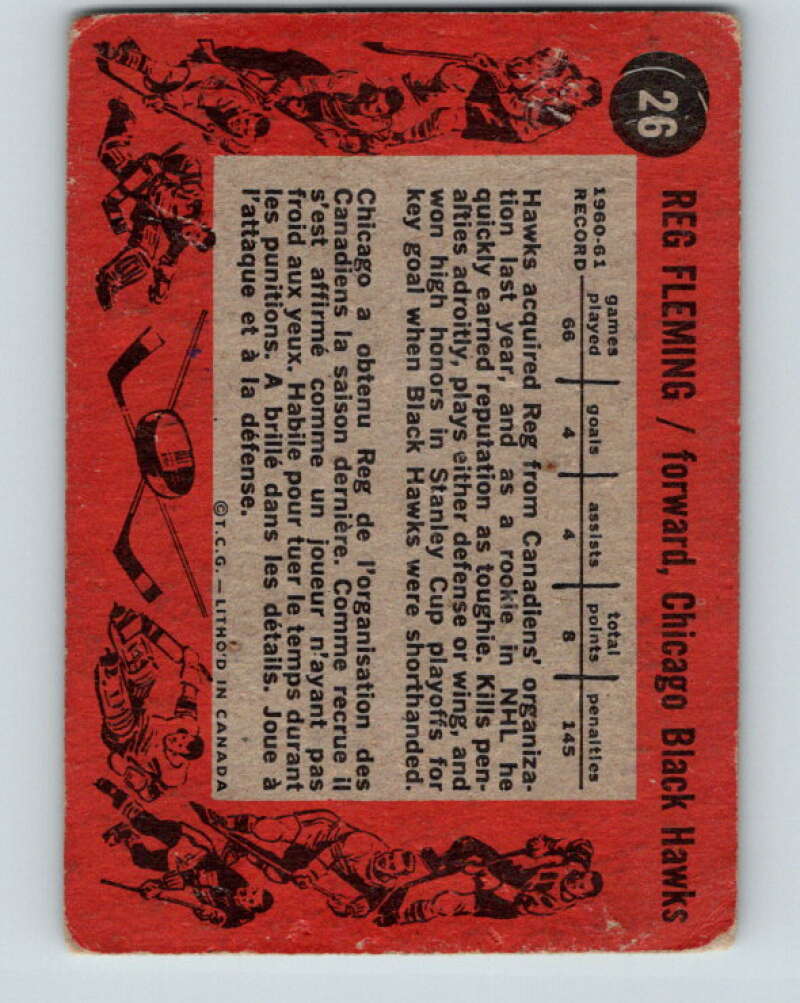 26
REG FLEMING / forward, Chicago Black Hawks
games goals assists total penalties
1960-61 played points
RECORD 66 4 4 8 145
Hawks acquired Reg from Canadiens' organiza-
tion last year, and as a rookie in NHL he
quickly earned reputation as toughie. Kills pen-
alties adroitly, plays either defense or wing, and
won high honors in Stanley Cup playoffs for
key goal when Black Hawks were shorthanded.
Chicago a obtenu Reg de l'organisation des
Canadiens la saison dernière. Comme recrue il
s'est affirmé comme un joueur n'ayant pas
froid aux yeux. Habile pour tuer le temps durant
les punitions. A brillé dans les détails. Joue à
l'attaque et à la défense.
©T.C.G.—LITHO'D IN CANADA